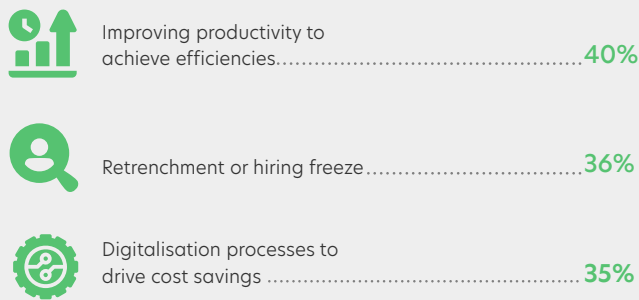 Improving productivity to
achieve efficiencies......................................................40%
Retrenchment or hiring freeze......................................36%
Digitalisation processes to
drive cost savings ........................................................35%